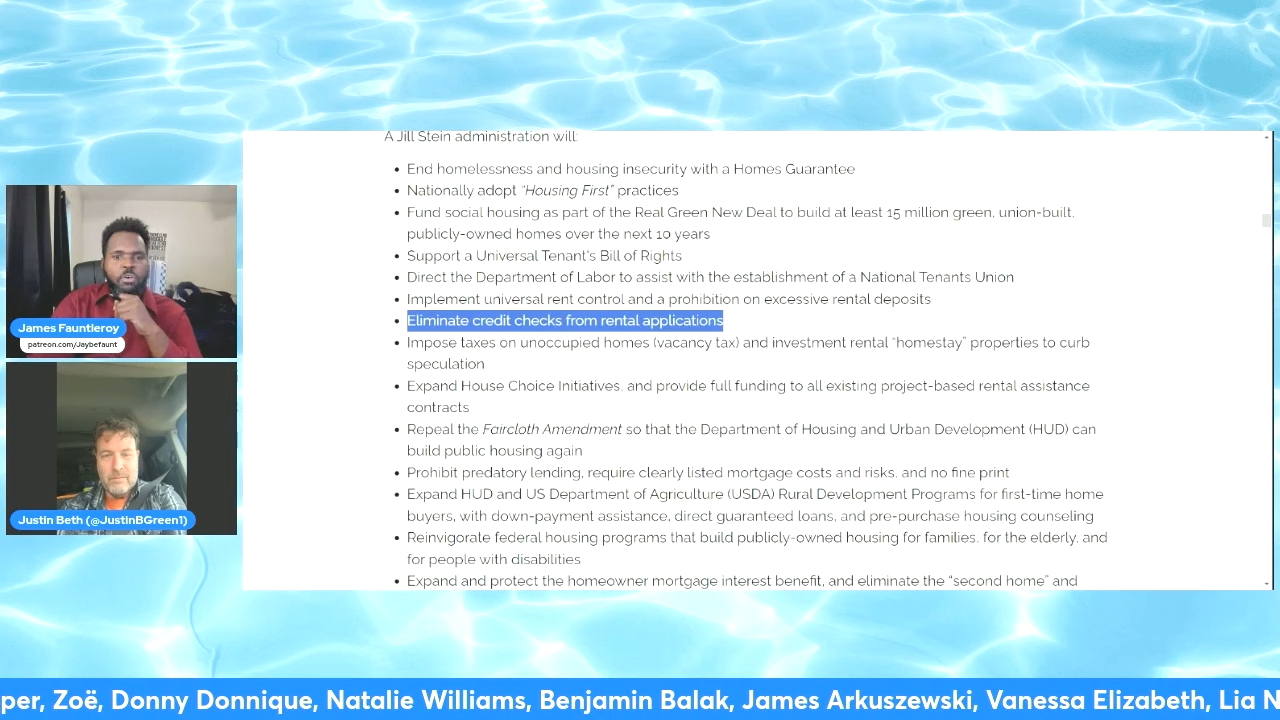 A Jill Stein administration will:
End homelessness and housing insecurity with a Homes Guarantee
Nationally adopt “Housing First” practices
Fund social housing as part of the Real Green New Deal to build at least 15 million green, union-built,
publicly-owned homes over the next 10 years
Support a Universal Tenant's Bill of Rights
Direct the Department of Labor to assist with the establishment of a National Tenants Union
Implement universal rent control and a prohibition on excessive rental deposits
Eliminate credit checks from rental applications
Impose taxes on unoccupied homes (vacancy tax) and investment rental “homestay” properties to curb
speculation
Expand House Choice Initiatives, and provide full funding to all existing project-based rental assistance
contracts
Repeal the Faircloth Amendment so that the Department of Housing and Urban Development (HUD) can
build public housing again
Prohibit predatory lending, require clearly listed mortgage costs and risks, and no fine print
Expand HUD and US Department of Agriculture (USDA) Rural Development Programs for first-time home
buyers, with down-payment assistance, direct guaranteed loans, and pre-purchase housing counseling
Reinvigorate federal housing programs that build publicly-owned housing for families, for the elderly, and
for people with disabilities
Expand and protect the homeowner mortgage interest benefit, and eliminate the “second home” and
James Fauntleroy
patreon.com/Jaybefaunt
Justin Beth (@JustinBGreen1)
per, Zoë, Donny Donnique, Natalie Williams, Benjamin Balak, James Arkuszewski, Vanessa Elizabeth, Lia N